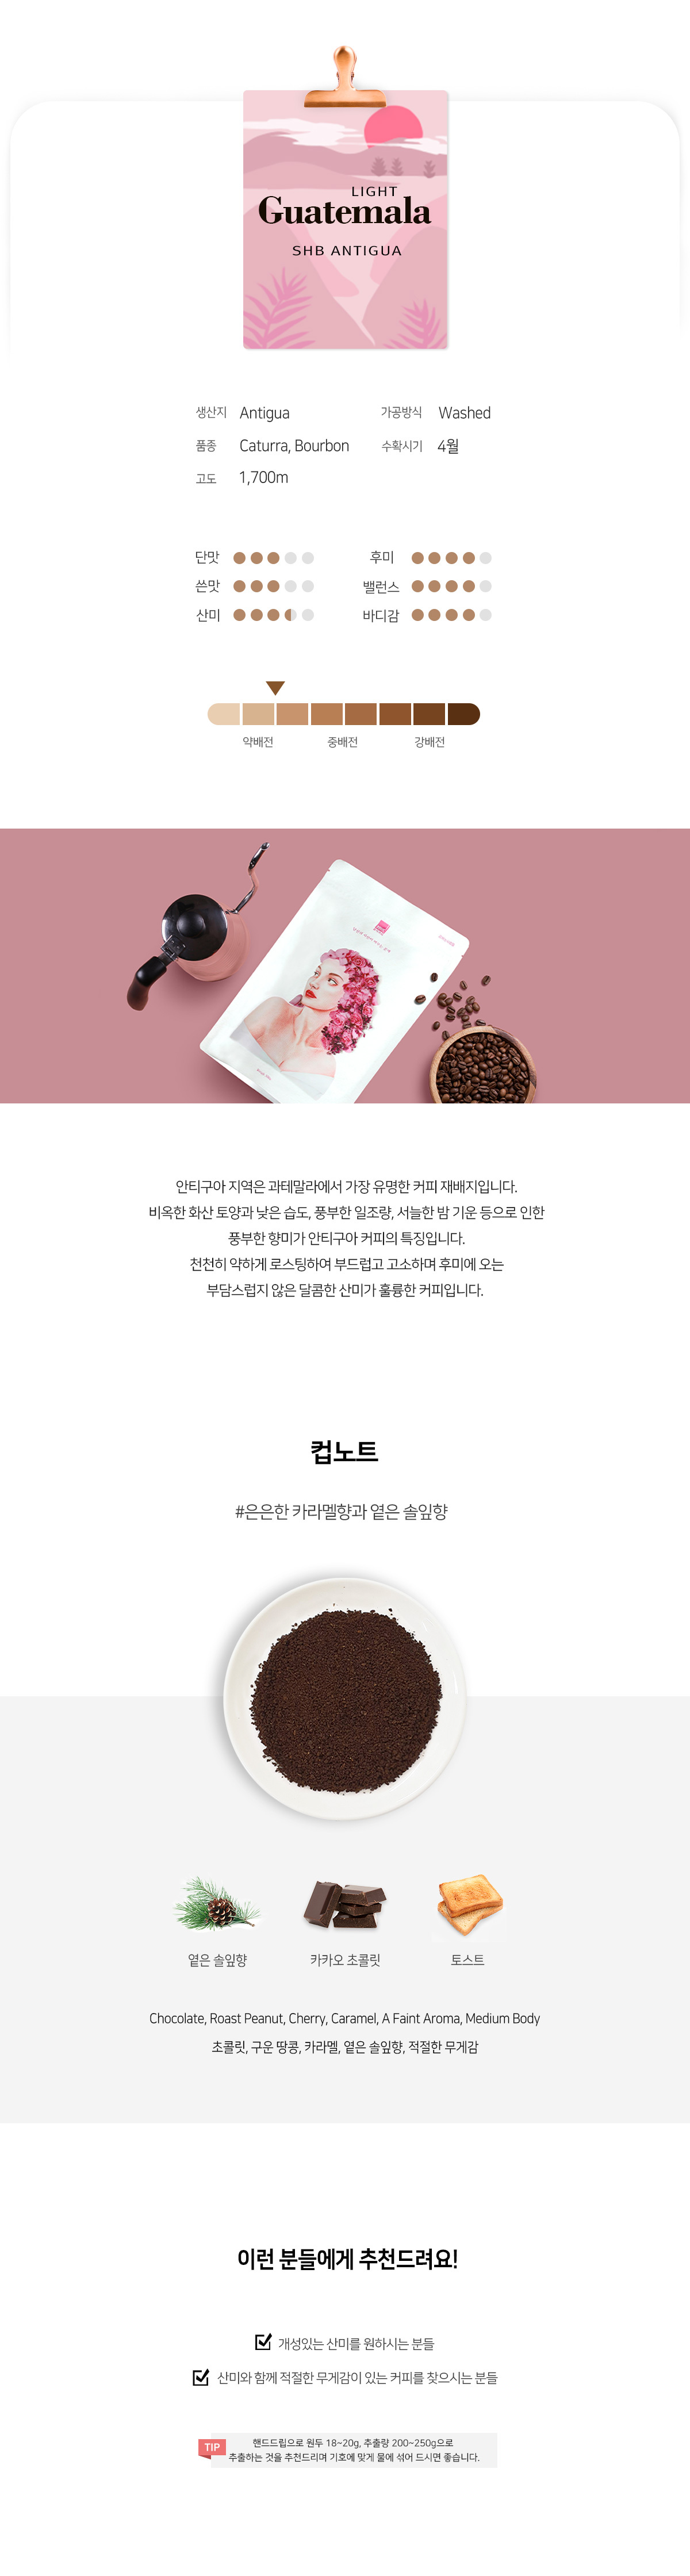 LIGHT
Guatemala
SHB ANTIGUA
생산지 Antigua
가공방식 Washed
품종 Caturra, Bourbon
수확시기 4월
고도 1,700m
단맛
후미
쓴맛
밸런스
산미
바디감
약배전 중배전 강배전
안티구아 지역은 과테말라에서 가장 유명한 커피 재배지입니다.
비옥한 화산 토양과 낮은 습도, 풍부한 일조량, 서늘한 밤 기운 등으로 인한
풍부한 향미가 안티구아 커피의 특징입니다.
천천히 약하게 로스팅하여 부드럽고 고소하며 후미에 오는
부담스럽지 않은 달콤한 산미가 훌륭한 커피입니다.
컵노트
#은은한 카라멜향과 옅은 솔잎향
옅은 솔잎향 카카오 초콜릿 토스트
Chocolate, Roast Peanut, Cherry, Caramel, A Faint Aroma, Medium Body
초콜릿, 구운 땅콩, 카라멜, 옅은 솔잎향, 적절한 무게감
이런 분들에게 추천드려요!
개성있는 산미를 원하시는 분들
산미와 함께 적절한 무게감이 있는 커피를 찾으시는 분들
TIP
핸드드립으로 원두 18~20g, 추출량 200~250g으로
추출하는 것을 추천드리며 기호에 맞게 물에 섞어 드시면 좋습니다.